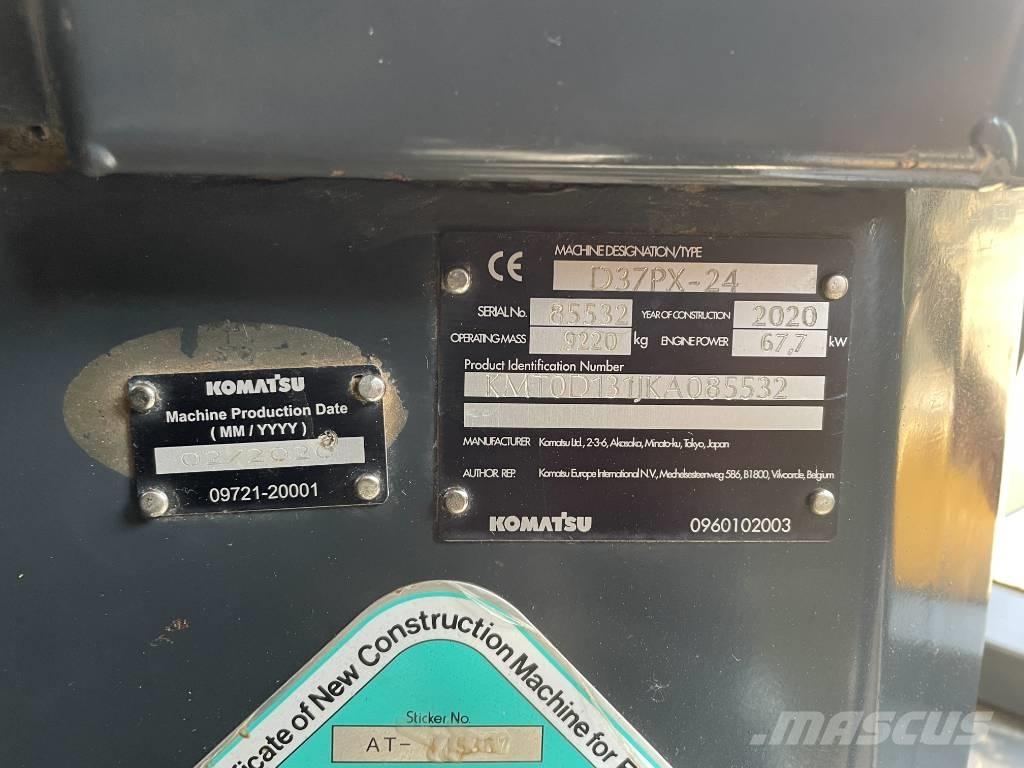 CE
MACHINE DESIGNATION/TYPE
D37PX-24
SERIAL No. 85532 YEAR OF CONSTRUCTION 2020
OPERATING MASS 9220 kg ENGINE POWER 67,7 kW
Product Identification Number
KMT0D131JKA085532
MANUFACTURER Komatsu Ltd., 2-3-6, Akasaka, Minato-ku, Tokyo, Japan
AUTHOR. REP. Komatsu Europe International N.V., Mechelsesteenweg 586, B1800, Vilvoorde, Belgium
KOMATSU 0960102003
KOMATSU
Machine Production Date
( MM / YYYY )
02/2020
09721-20001
of New Construction Machine for
Sticker No.
AT-
MASCUS